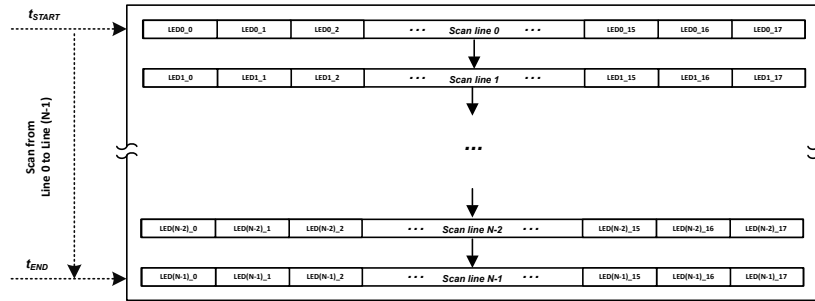 t_START
LED0_0 LED0_1 LED0_2 ··· Scan line 0 ··· LED0_15 LED0_16 LED0_17
LED1_0 LED1_1 LED1_2 ··· Scan line 1 ··· LED1_15 LED1_16 LED1_17
Scan from
Line 0 to Line (N-1)
...
LED(N-2)_0 LED(N-2)_1 LED(N-2)_2 ··· Scan line N-2 ··· LED(N-2)_15 LED(N-2)_16 LED(N-2)_17
t_END
LED(N-1)_0 LED(N-1)_1 LED(N-1)_2 ··· Scan line N-1 ··· LED(N-1)_15 LED(N-1)_16 LED(N-1)_17